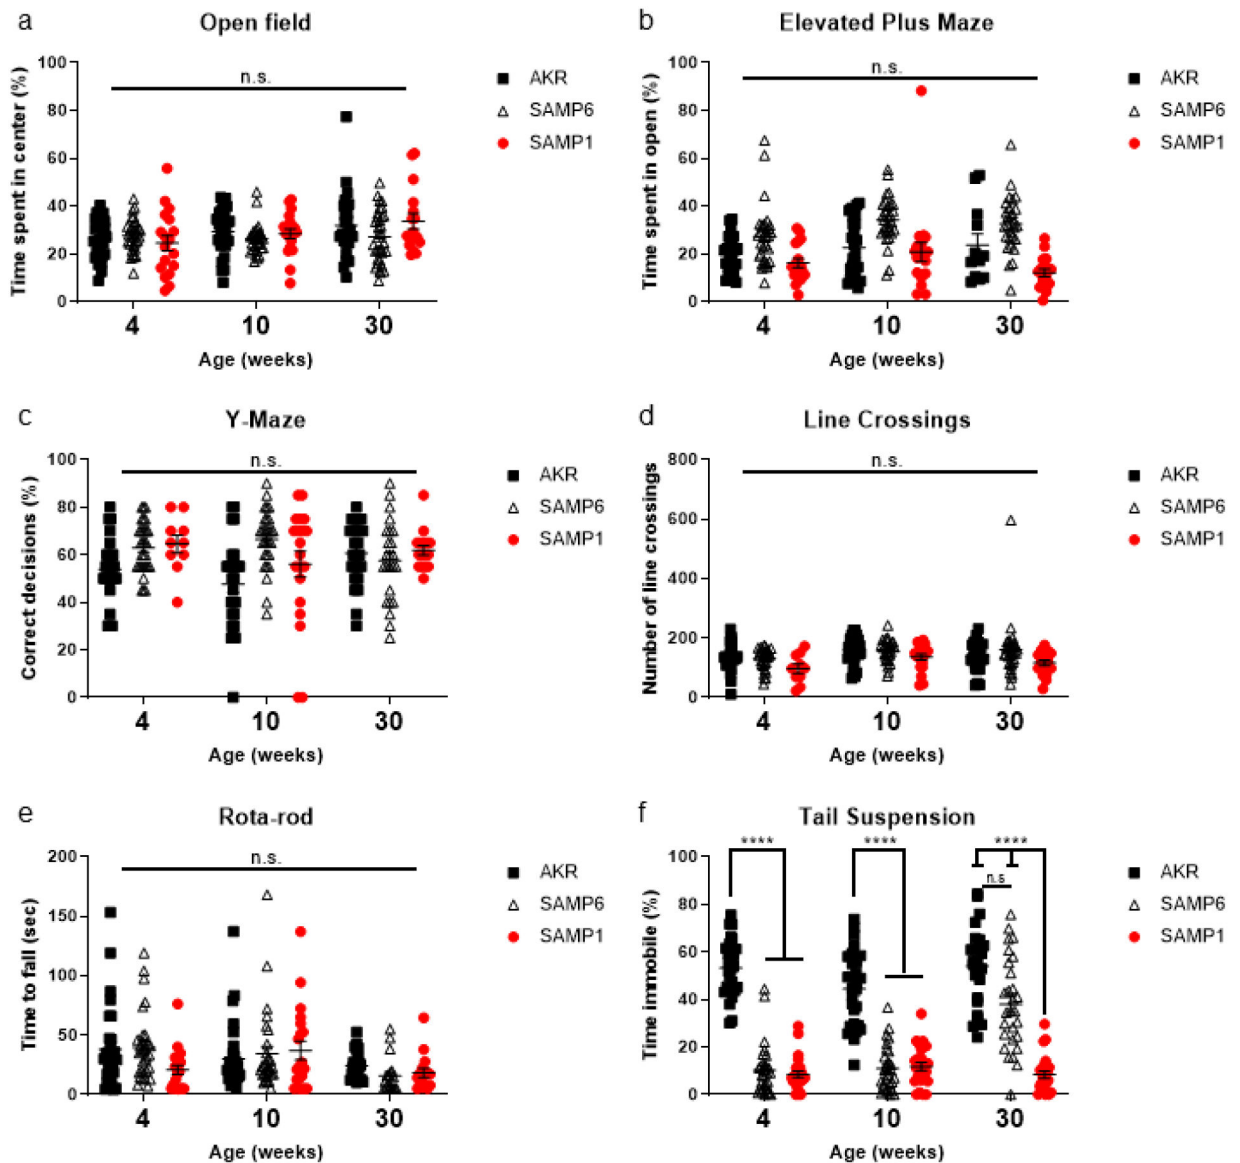 a
Open field
Time spent in center (%)
100
80
60
40
20
0
n.s.
4
10
30
Age (weeks)
AKR
SAMP6
SAMP1
b
Elevated Plus Maze
Time spent in open (%)
100
80
60
40
20
0
n.s.
4
10
30
Age (weeks)
AKR
SAMP6
SAMP1
c
Y-Maze
Correct decisions (%)
100
80
60
40
20
0
n.s.
4
10
30
Age (weeks)
AKR
SAMP6
SAMP1
d
Line Crossings
Number of line crossings
800
600
400
200
0
n.s.
4
10
30
Age (weeks)
AKR
SAMP6
SAMP1
e
Rota-rod
Time to fall (sec)
200
150
100
50
0
n.s.
4
10
30
Age (weeks)
AKR
SAMP6
SAMP1
f
Tail Suspension
Time immobile (%)
100
80
60
40
20
0
****
****
****
n.s
4
10
30
Age (weeks)
AKR
SAMP6
SAMP1